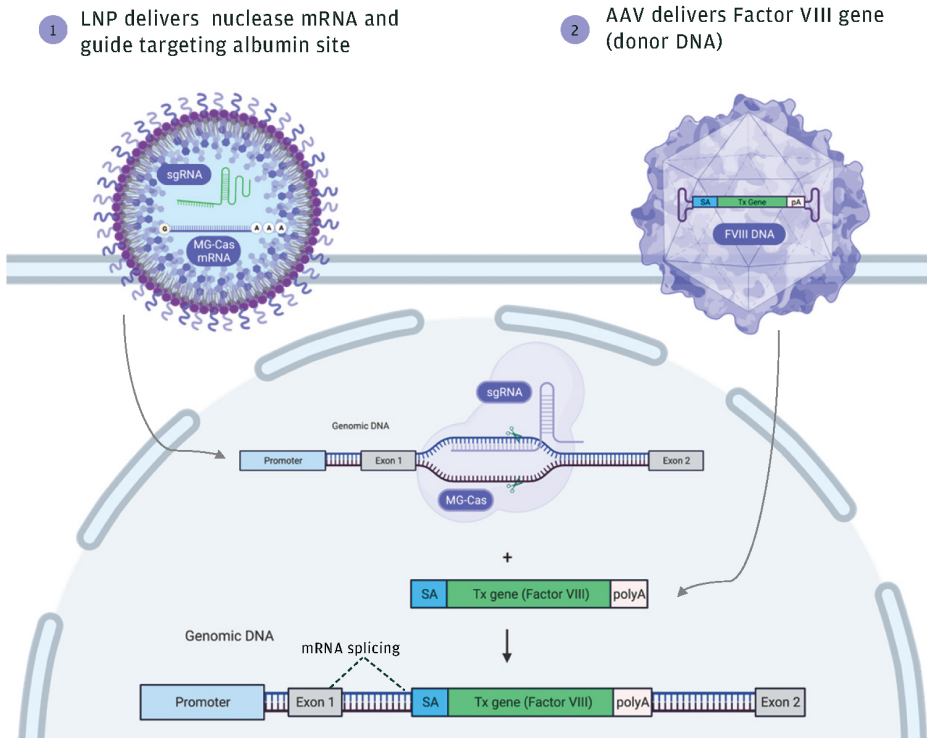 1
LNP delivers nuclease mRNA and
guide targeting albumin site
2
AAV delivers Factor VIII gene
(donor DNA)
sgRNA
G
A A A
MG-Cas
mRNA
SA
Tx Gene
pA
FVIII DNA
sgRNA
Genomic DNA
Promoter
Exon 1
Exon 2
MG-Cas
+
SA
Tx gene (Factor VIII)
polyA
Genomic DNA
mRNA splicing
Promoter
Exon 1
SA
Tx gene (Factor VIII)
polyA
Exon 2